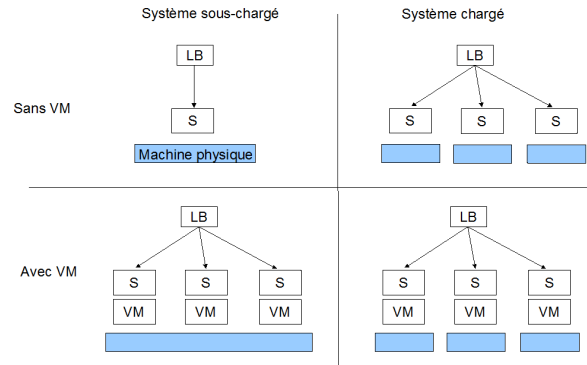 Système sous-chargé
Système chargé
Sans VM
LB
S
Machine physique
LB
S S S
Avec VM
LB
S S S
VM VM VM
LB
S S S
VM VM VM